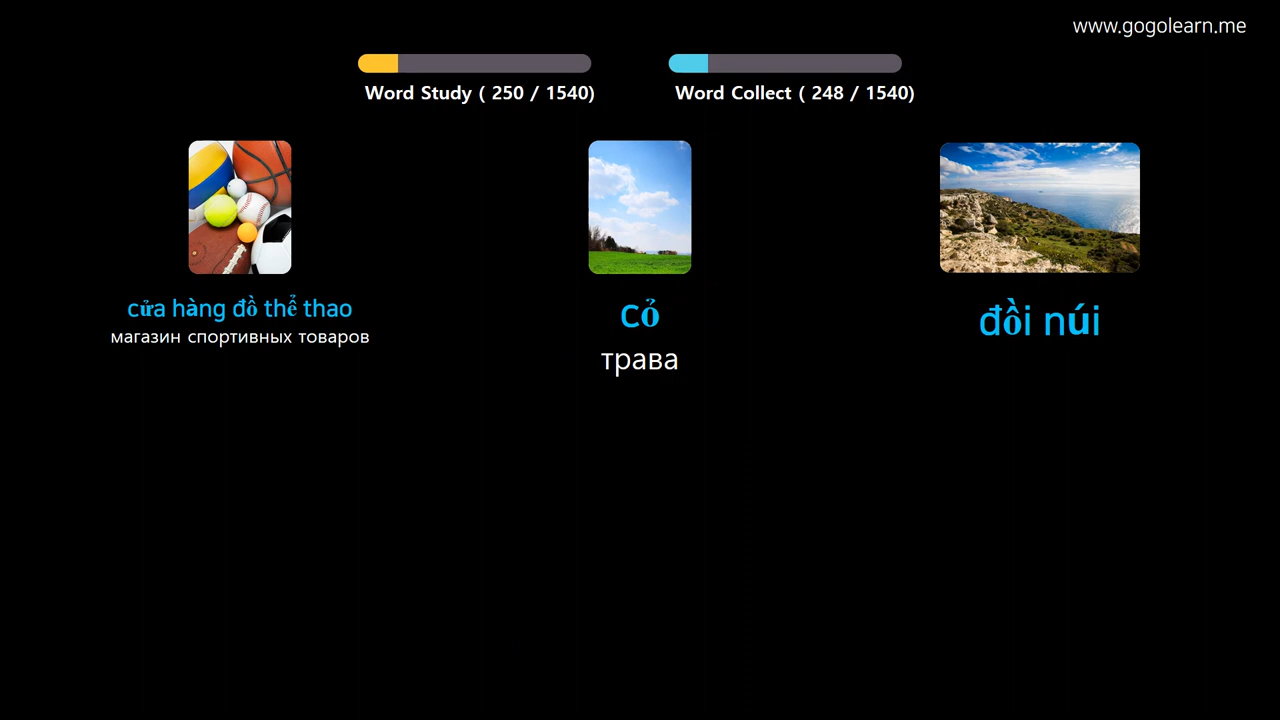 www.gogolearn.me
Word Study ( 250 / 1540)
Word Collect ( 248 / 1540)
cửa hàng đồ thể thao
магазин спортивных товаров
cỏ
трава
đồi núi